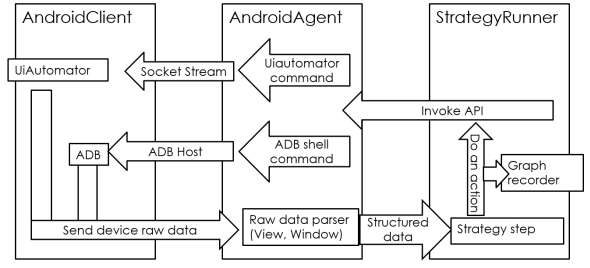 AndroidClient
AndroidAgent
StrategyRunner
UiAutomator
Socket Stream
Uiautomator
command
Invoke API
ADB
ADB Host
ADB shell
command
Do an action
Graph
recorder
Send device raw data
Raw data parser
(View, Window)
Structured
data
Strategy step